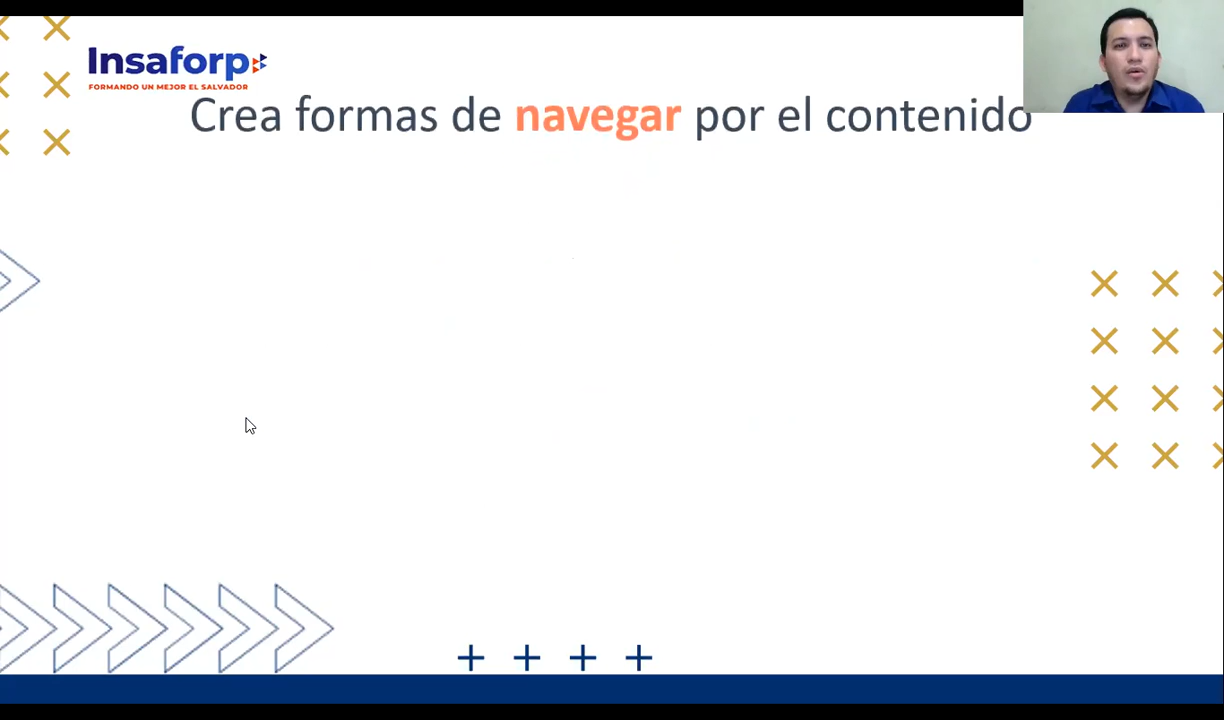 Insaforp
FORMANDO UN MEJOR EL SALVADOR
Crea formas de navegar por el contenido